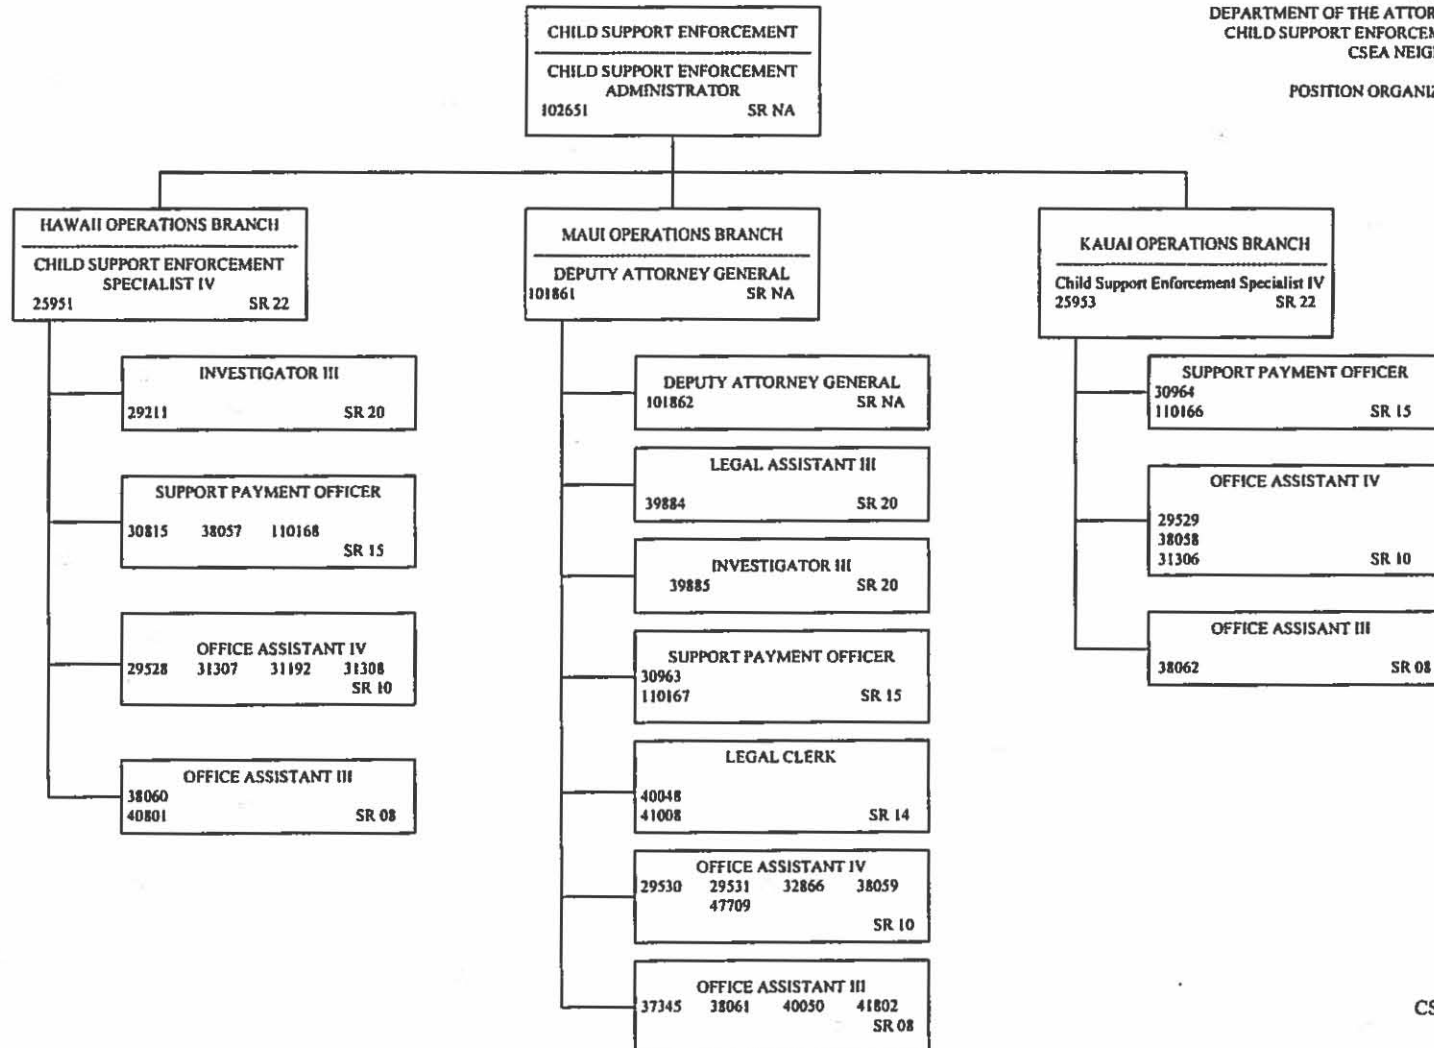 DEPARTMENT OF THE ATTOR
CHILD SUPPORT ENFORCEM
CSEA NEIG
POSITION ORGANIZ
CHILD SUPPORT ENFORCEMENT
CHILD SUPPORT ENFORCEMENT
ADMINISTRATOR
102651 SR NA
HAWAII OPERATIONS BRANCH
CHILD SUPPORT ENFORCEMENT
SPECIALIST IV
25951 SR 22
INVESTIGATOR III
29211 SR 20
SUPPORT PAYMENT OFFICER
30815 38057 110168
SR 15
OFFICE ASSISTANT IV
29528 31307 31192 31308
SR 10
OFFICE ASSISTANT III
38060
40801 SR 08
MAUI OPERATIONS BRANCH
DEPUTY ATTORNEY GENERAL
101861 SR NA
DEPUTY ATTORNEY GENERAL
101862 SR NA
LEGAL ASSISTANT III
39884 SR 20
INVESTIGATOR III
39885 SR 20
SUPPORT PAYMENT OFFICER
30963
110167 SR 15
LEGAL CLERK
40048
41008 SR 14
OFFICE ASSISTANT IV
29530 29531 32866 38059
47709
SR 10
OFFICE ASSISTANT III
37345 38061 40050 41802
SR 08
KAUAI OPERATIONS BRANCH
Child Support Enforcement Specialist IV
25953 SR 22
SUPPORT PAYMENT OFFICER
30964
110166 SR 15
OFFICE ASSISTANT IV
29529
38058
31306 SR 10
OFFICE ASSISANT III
38062 SR 08
CS